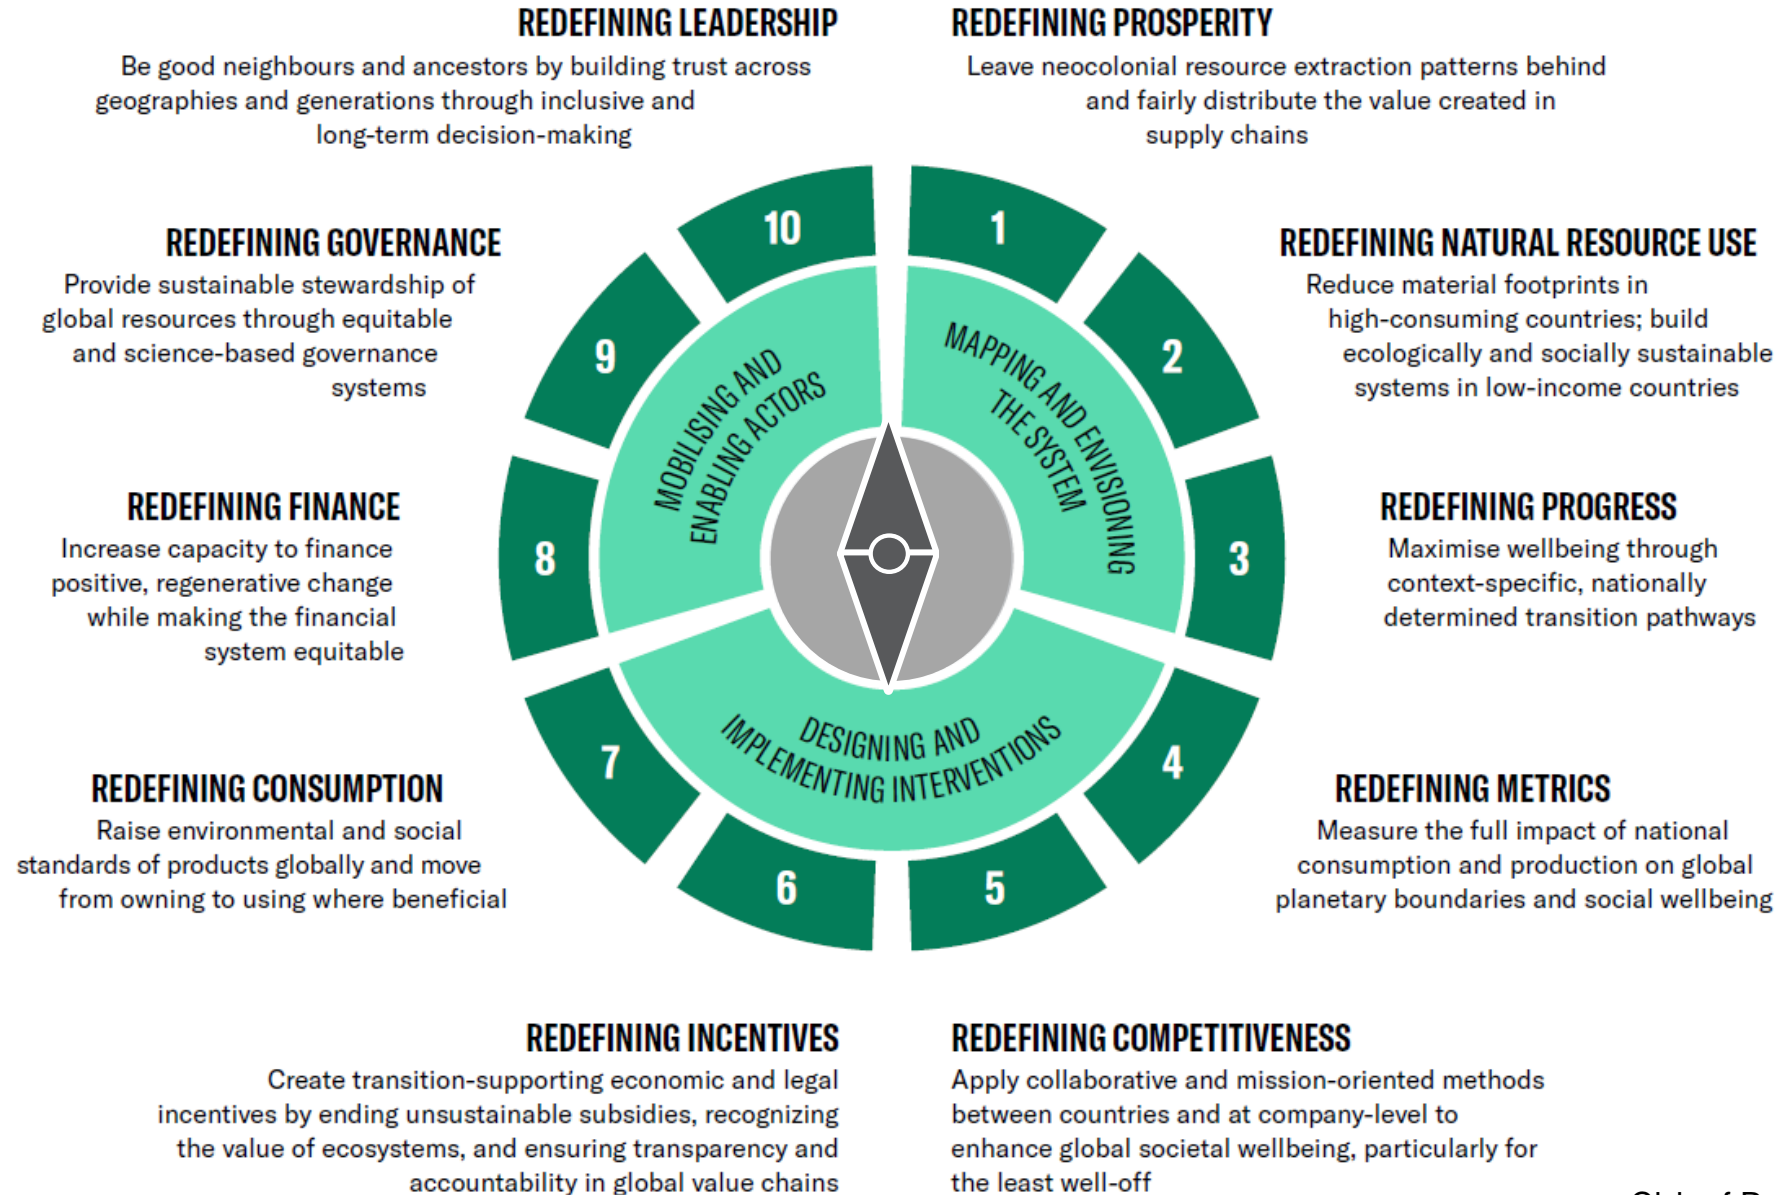 REDEFINING LEADERSHIP
Be good neighbours and ancestors by building trust across
geographies and generations through inclusive and
long-term decision-making
REDEFINING PROSPERITY
Leave neocolonial resource extraction patterns behind
and fairly distribute the value created in
supply chains
REDEFINING GOVERNANCE
Provide sustainable stewardship of
global resources through equitable
and science-based governance
systems
REDEFINING NATURAL RESOURCE USE
Reduce material footprints in
high-consuming countries; build
ecologically and socially sustainable
systems in low-income countries
REDEFINING FINANCE
Increase capacity to finance
positive, regenerative change
while making the financial
system equitable
REDEFINING PROGRESS
Maximise wellbeing through
context-specific, nationally
determined transition pathways
REDEFINING CONSUMPTION
Raise environmental and social
standards of products globally and move
from owning to using where beneficial
REDEFINING METRICS
Measure the full impact of national
consumption and production on global
planetary boundaries and social wellbeing
REDEFINING INCENTIVES
Create transition-supporting economic and legal
incentives by ending unsustainable subsidies, recognizing
the value of ecosystems, and ensuring transparency and
accountability in global value chains
REDEFINING COMPETITIVENESS
Apply collaborative and mission-oriented methods
between countries and at company-level to
enhance global societal wellbeing, particularly for
the least well-off
10
1
9
2
8
3
7
4
6
5
MOBILISING AND
ENABLING ACTORS
MAPPING AND ENVISIONING
THE SYSTEM
DESIGNING AND
IMPLEMENTING INTERVENTIONS